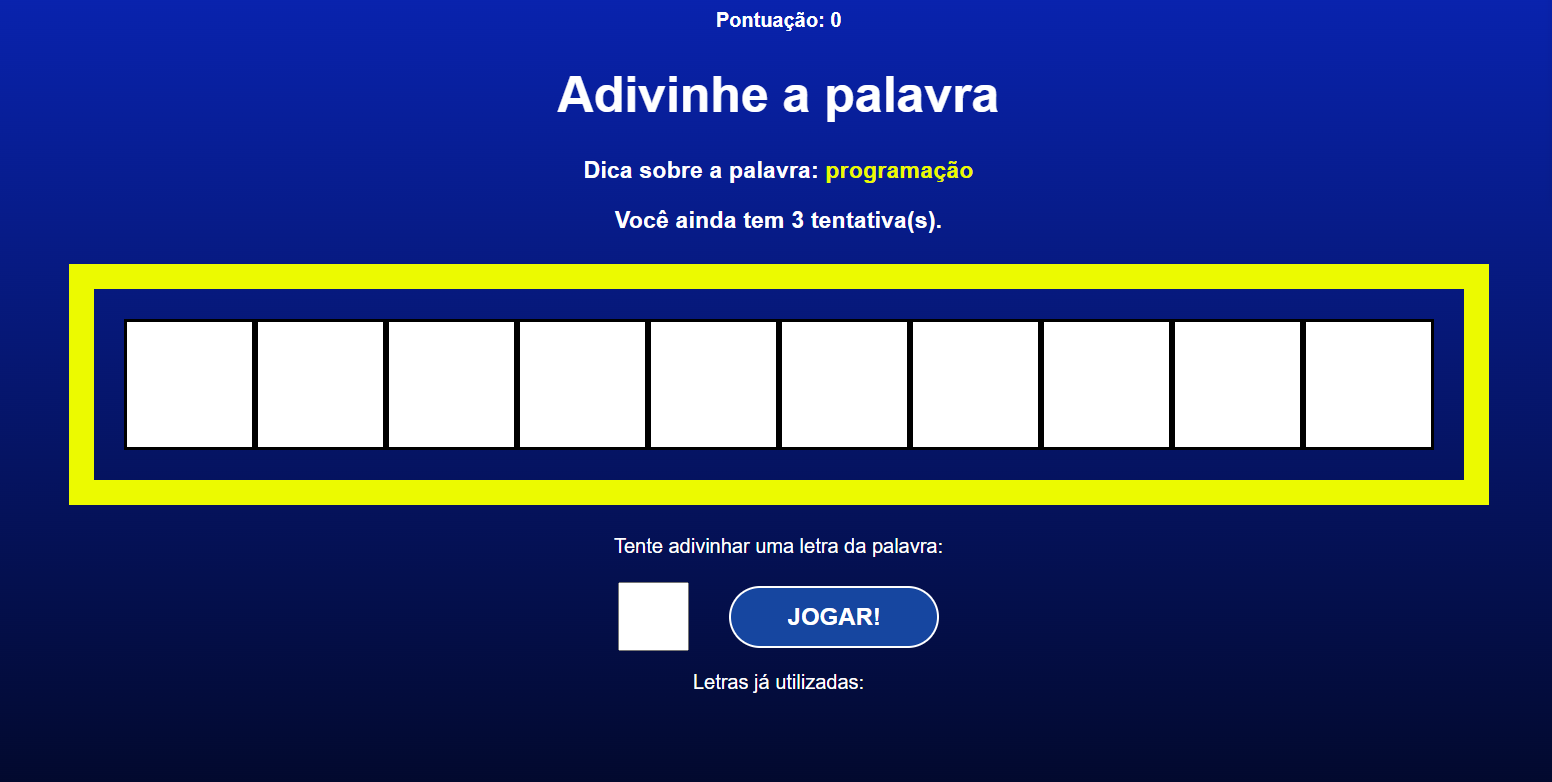 Pontuação: 0
Adivinhe a palavra
Dica sobre a palavra: programação
Você ainda tem 3 tentativa(s).
Tente adivinhar uma letra da palavra:
JOGAR!
Letras já utilizadas: